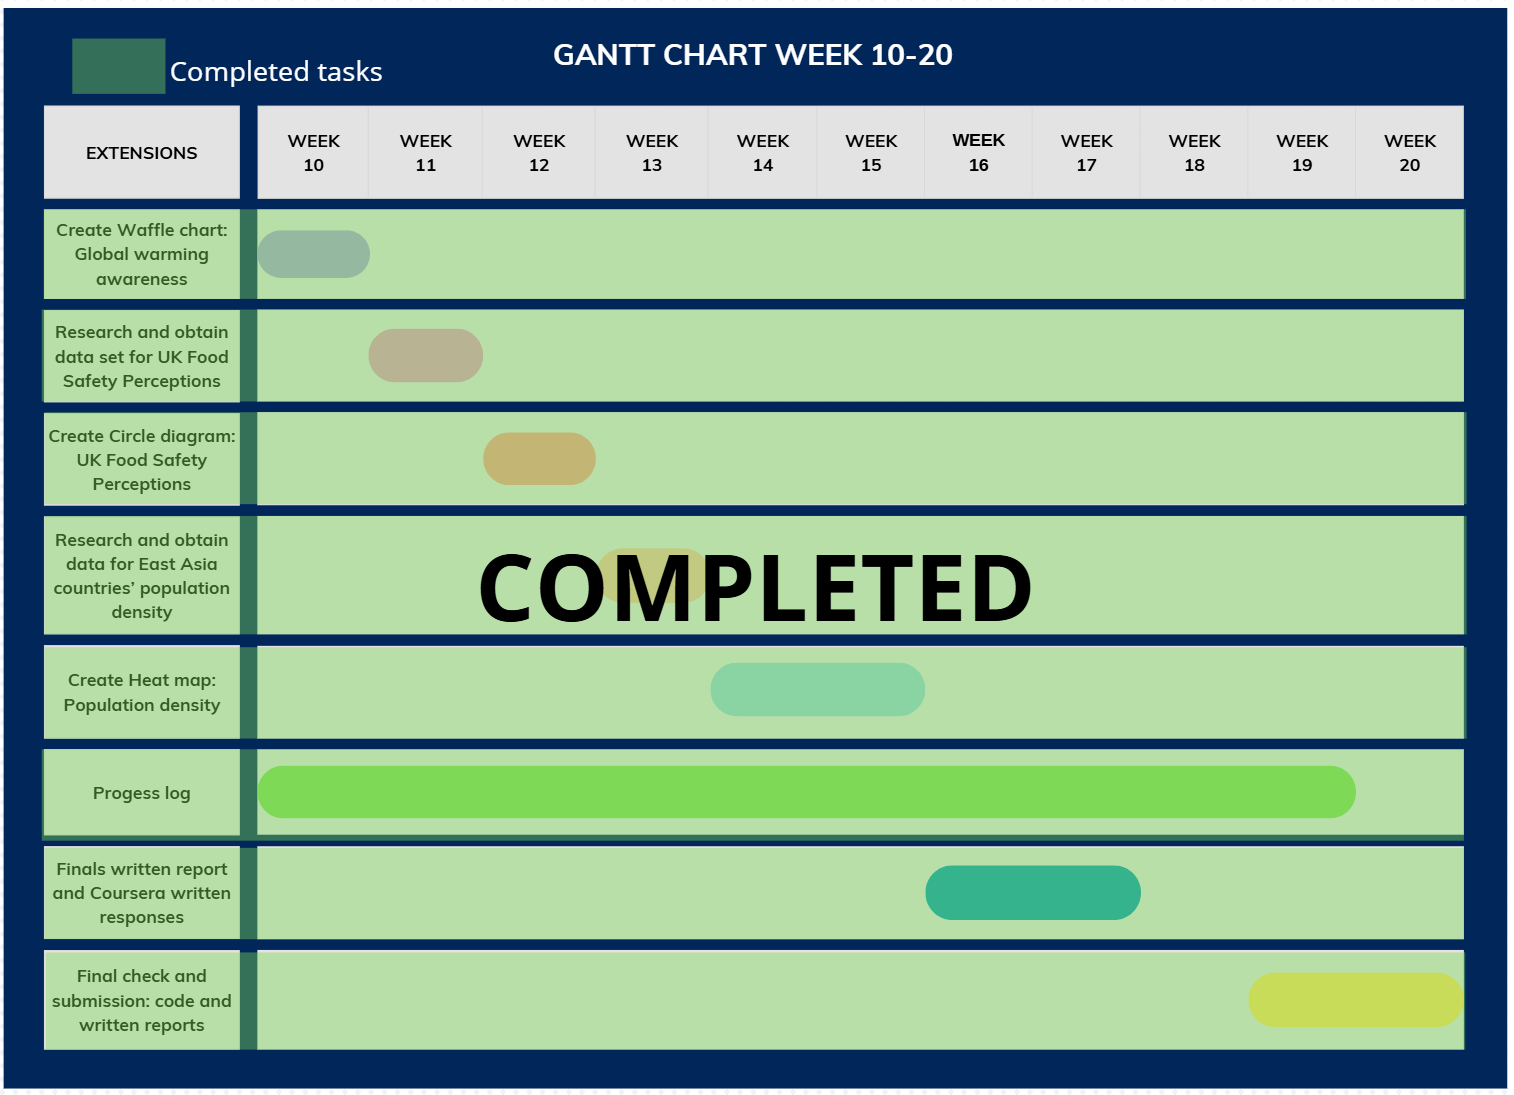 GANTT CHART WEEK 10-20
Completed tasks
EXTENSIONS
WEEK
10
WEEK
11
WEEK
12
WEEK
13
WEEK
14
WEEK
15
WEEK
16
WEEK
17
WEEK
18
WEEK
19
WEEK
20
Create Waffle chart:
Global warming
awareness
Research and obtain
data set for UK Food
Safety Perceptions
Create Circle diagram:
UK Food Safety
Perceptions
Research and obtain
data for East Asia
countries’ population
density
COMPLETED
Create Heat map:
Population density
Progess log
Finals written report
and Coursera written
responses
Final check and
submission: code and
written reports